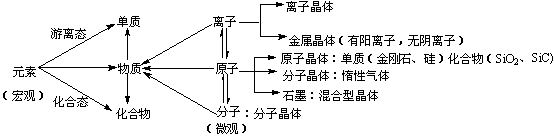 离子晶体
游离态 单质 离子
金属晶体(有阳离子，无阴离子)
原子晶体：单质(金刚石、硅)化合物(SiO₂、SiC)
元素 物质 原子
分子晶体：惰性气体
(宏观) 化合态
石墨：混合型晶体
化合物 分子：分子晶体
(微观)